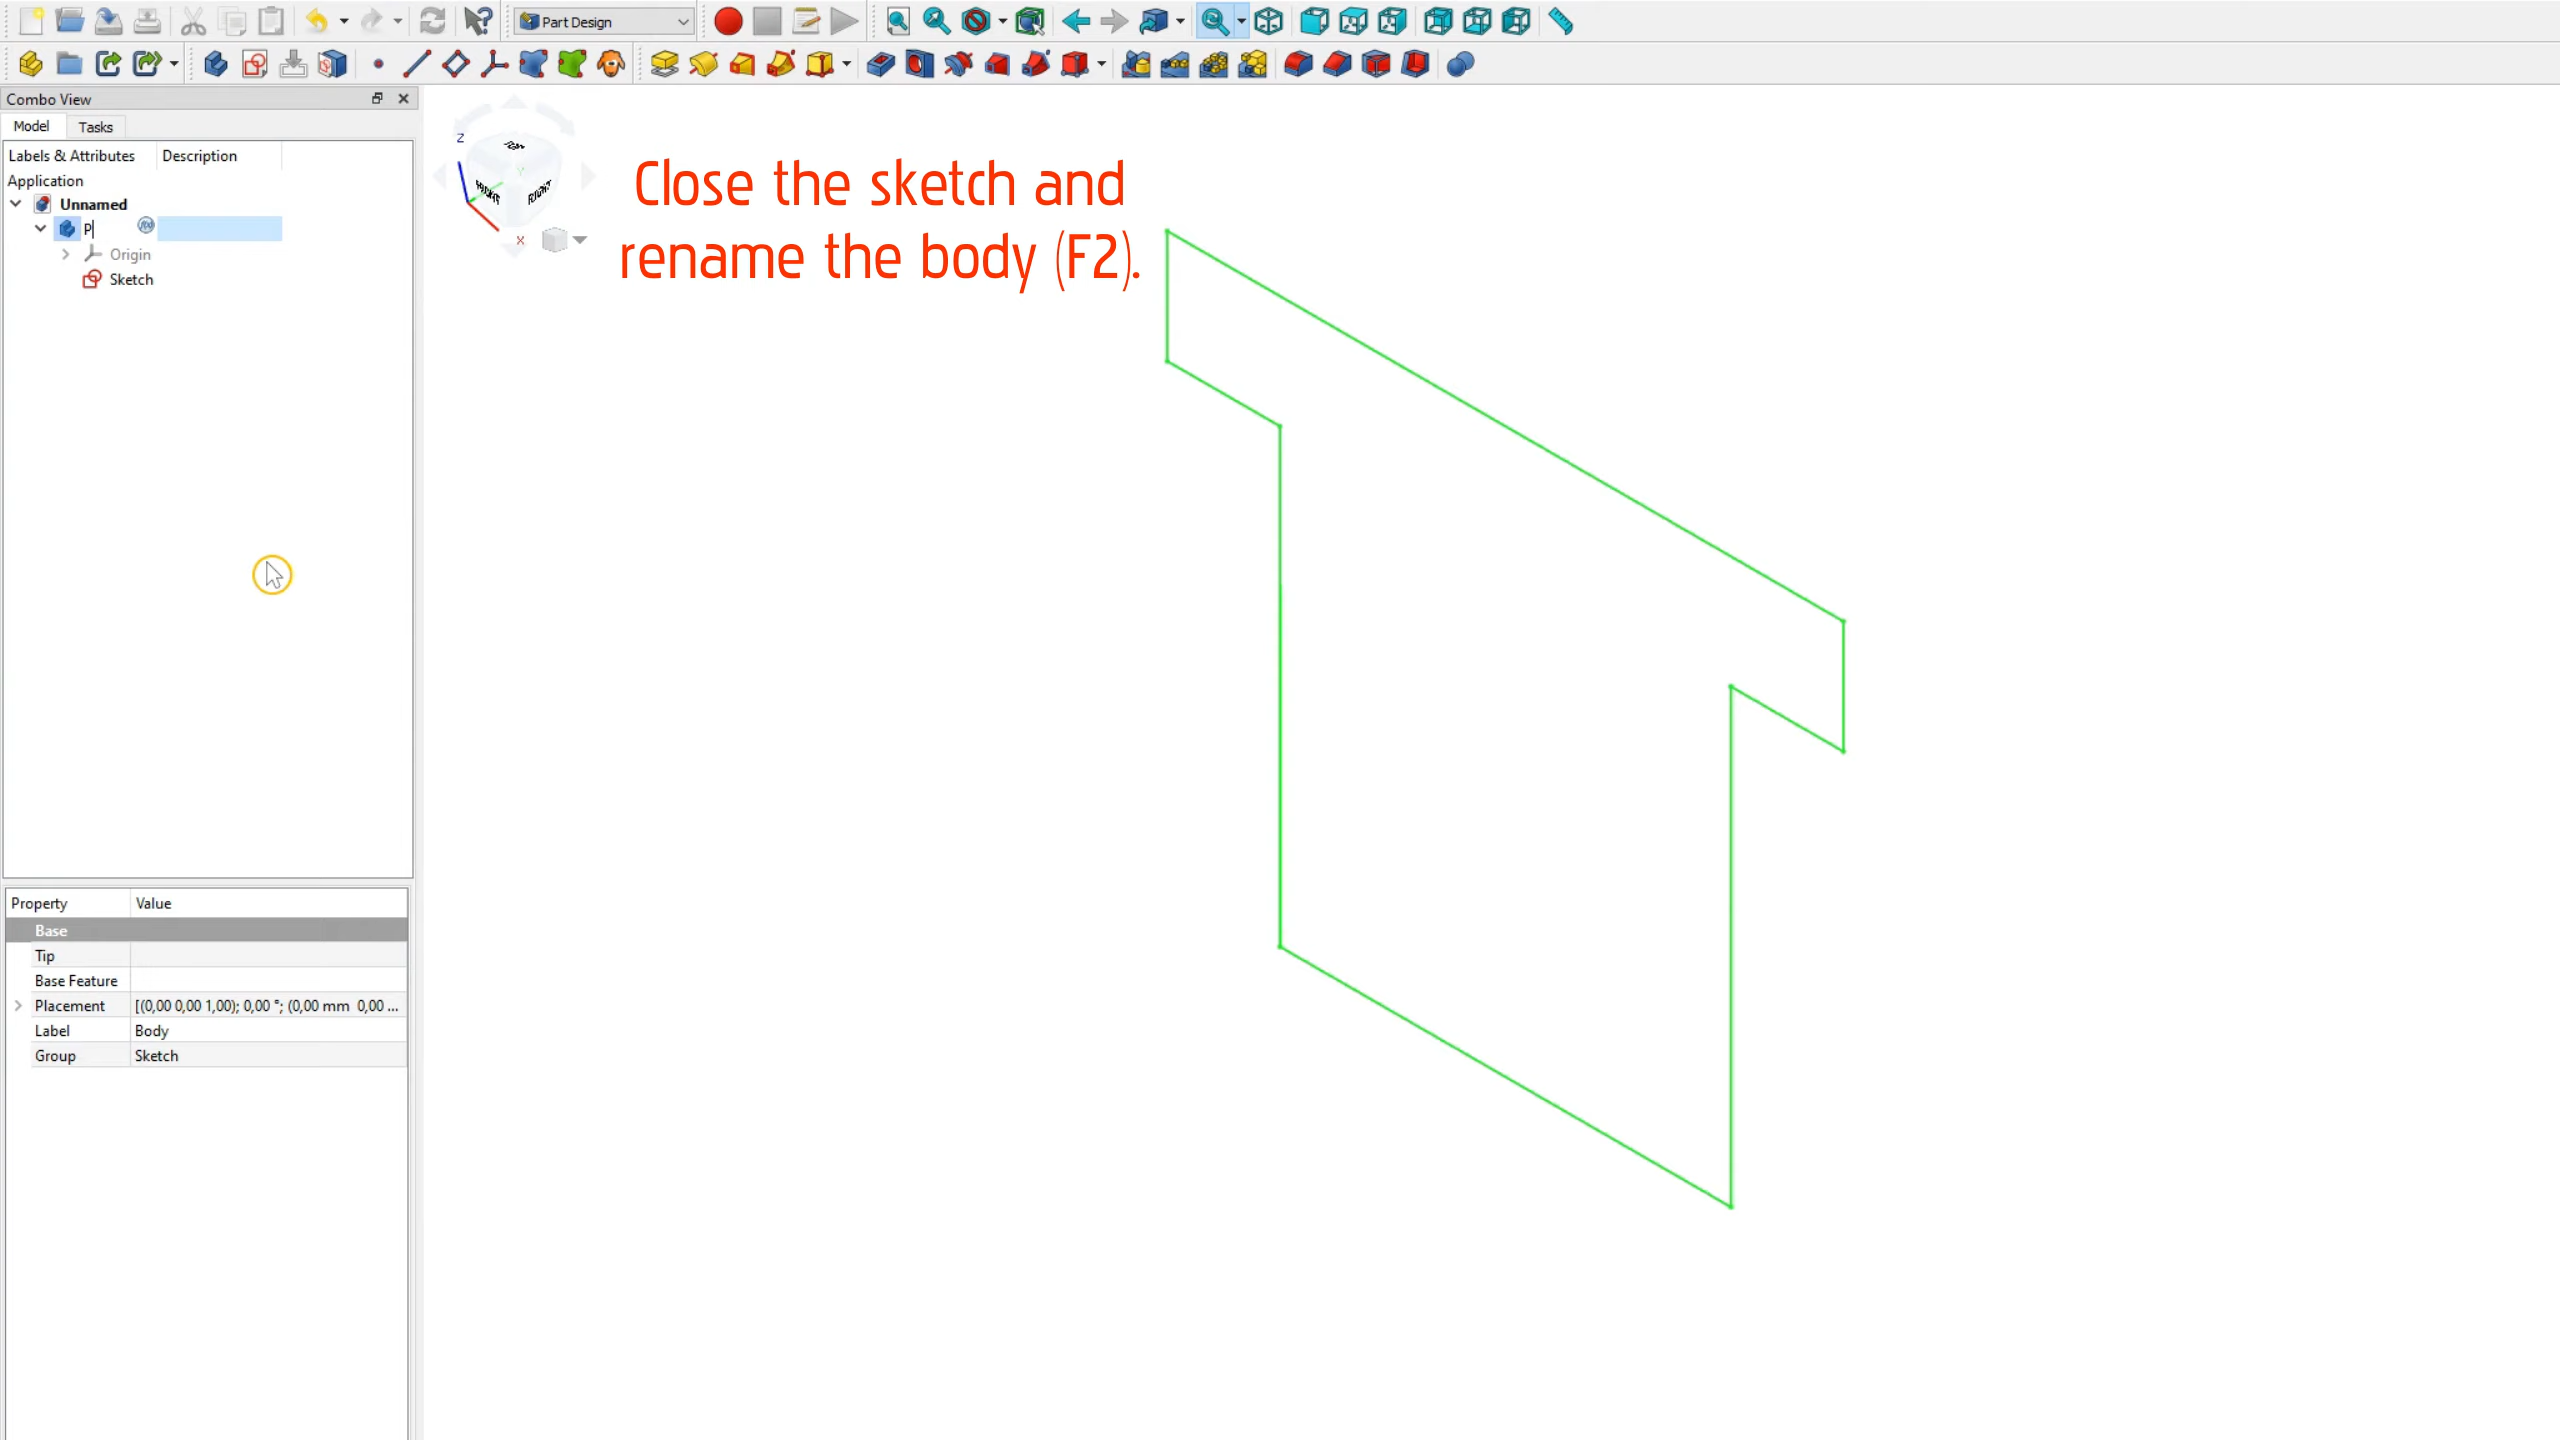 Part Design
Combo View
Model Tasks
Labels & Attributes Description
Application
Unnamed
P
Origin
Sketch
Z
X
Y
TOP
RIGHT
Close the sketch and
rename the body (F2).
Property Value
Base
Tip
Base Feature
Placement [(0,00 0,00 1,00); 0,00 °; (0,00 mm 0,00 ...
Label Body
Group Sketch